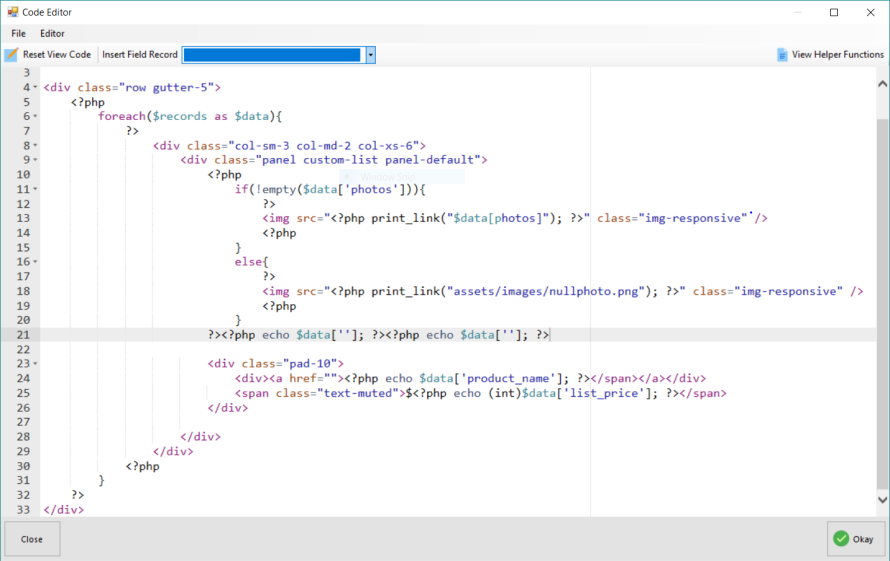 Code Editor
File Editor
Reset View Code Insert Field Record View Helper Functions
3
4 <div class="row gutter-5">
5 <?php
6 foreach($records as $data){
7 ?>
8 <div class="col-sm-3 col-md-2 col-xs-6">
9 <div class="panel custom-list panel-default">
10 <?php
11 if(!empty($data['photos'])){
12 ?>
13 <img src="<?php print_link("$data[photos]"); ?>" class="img-responsive" />
14 <?php
15 }
16 else{
17 ?>
18 <img src="<?php print_link("assets/images/nullphoto.png"); ?>" class="img-responsive" />
19 <?php
20 }
21 ?><?php echo $data['']; ?><?php echo $data['']; ?>
22
23 <div class="pad-10">
24 <div><a href=""><?php echo $data['product_name']; ?></span></a></div>
25 <span class="text-muted">$<?php echo (int)$data['list_price']; ?></span>
26 </div>
27
28 </div>
29 </div>
30 <?php
31 }
32 ?>
33 </div>
Close Okay